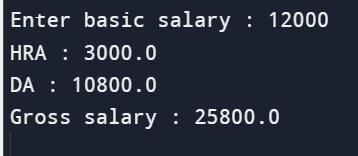 Enter basic salary : 12000
HRA : 3000.0
DA : 10800.0
Gross salary : 25800.0